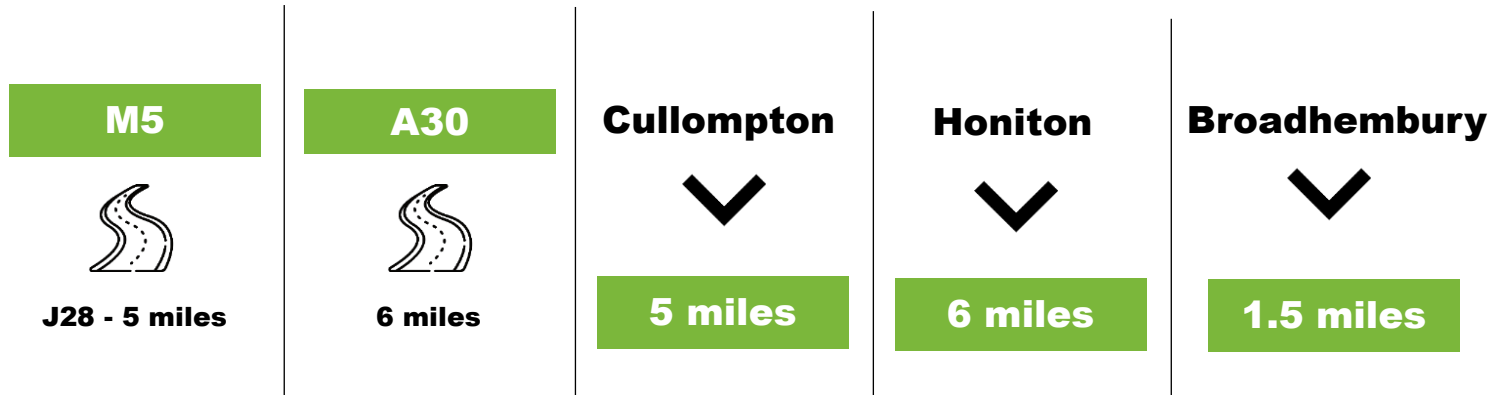 M5
J28 - 5 miles
A30
6 miles
Cullompton
5 miles
Honiton
6 miles
Broadhembury
1.5 miles